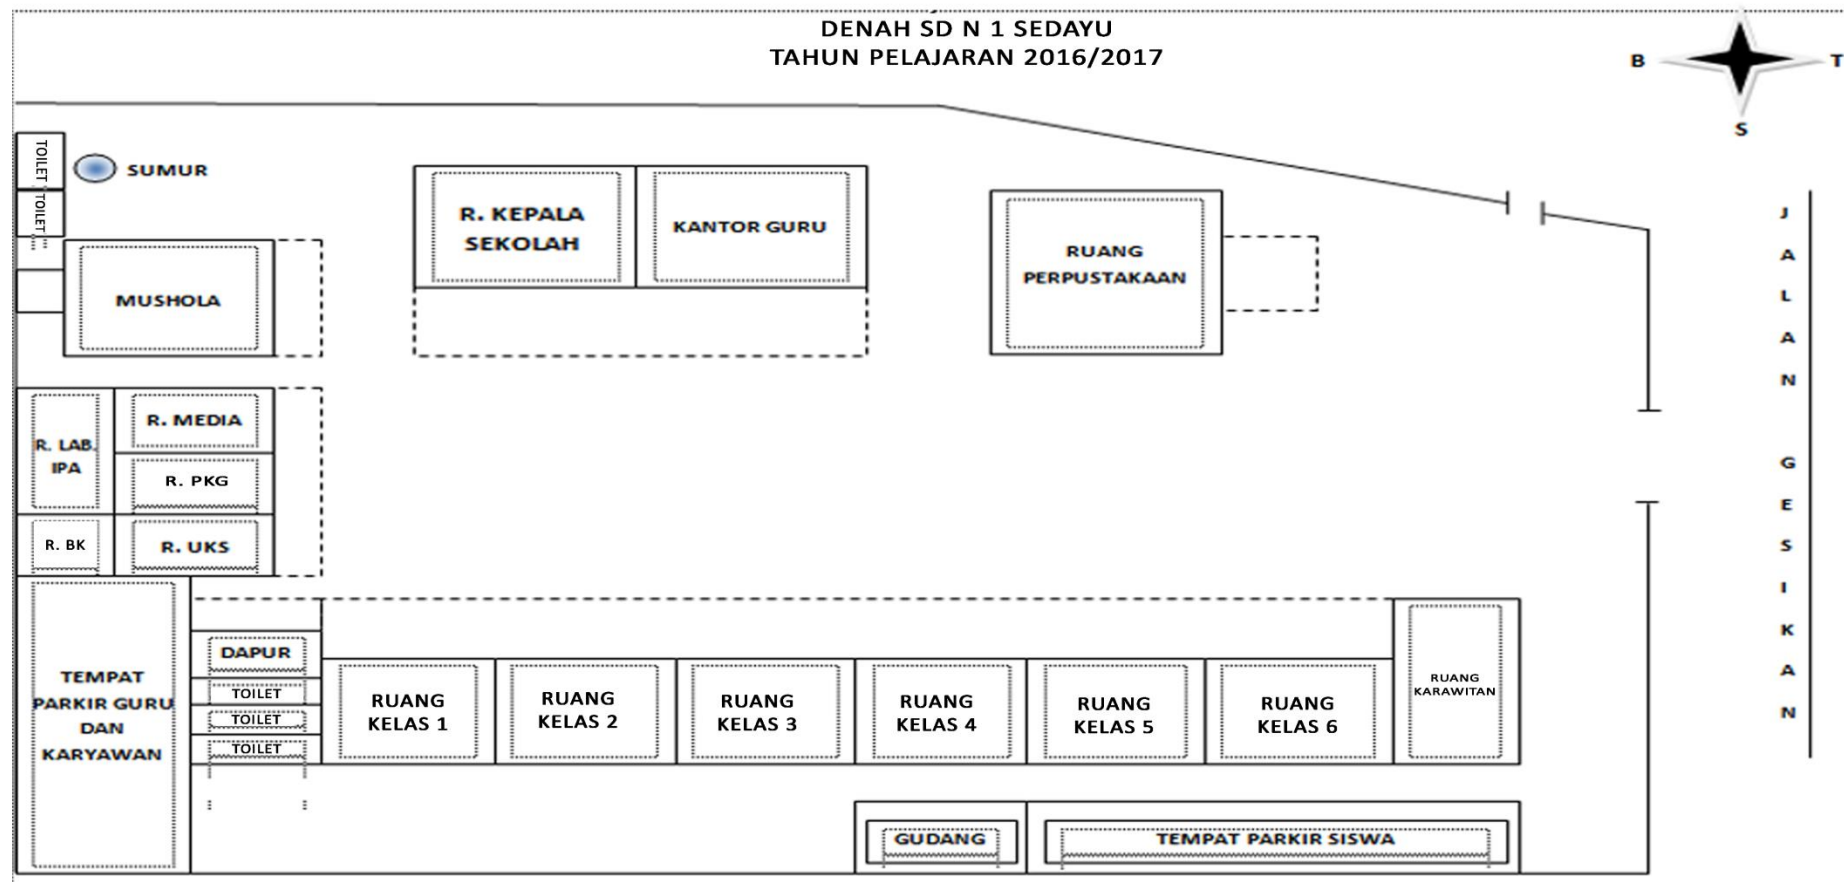 DENAH SD N 1 SEDAYU
TAHUN PELAJARAN 2016/2017
B
T
S
TOILET
TOILET
SUMUR
R. KEPALA
SEKOLAH
KANTOR GURU
RUANG
PERPUSTAKAAN
MUSHOLA
JALAN GESIKAN
R. LAB.
IPA
R. MEDIA
R. PKG
R. BK
R. UKS
TEMPAT
PARKIR GURU
DAN
KARYAWAN
DAPUR
TOILET
TOILET
TOILET
RUANG
KELAS 1
RUANG
KELAS 2
RUANG
KELAS 3
RUANG
KELAS 4
RUANG
KELAS 5
RUANG
KELAS 6
RUANG
KARAWITAN
GUDANG
TEMPAT PARKIR SISWA